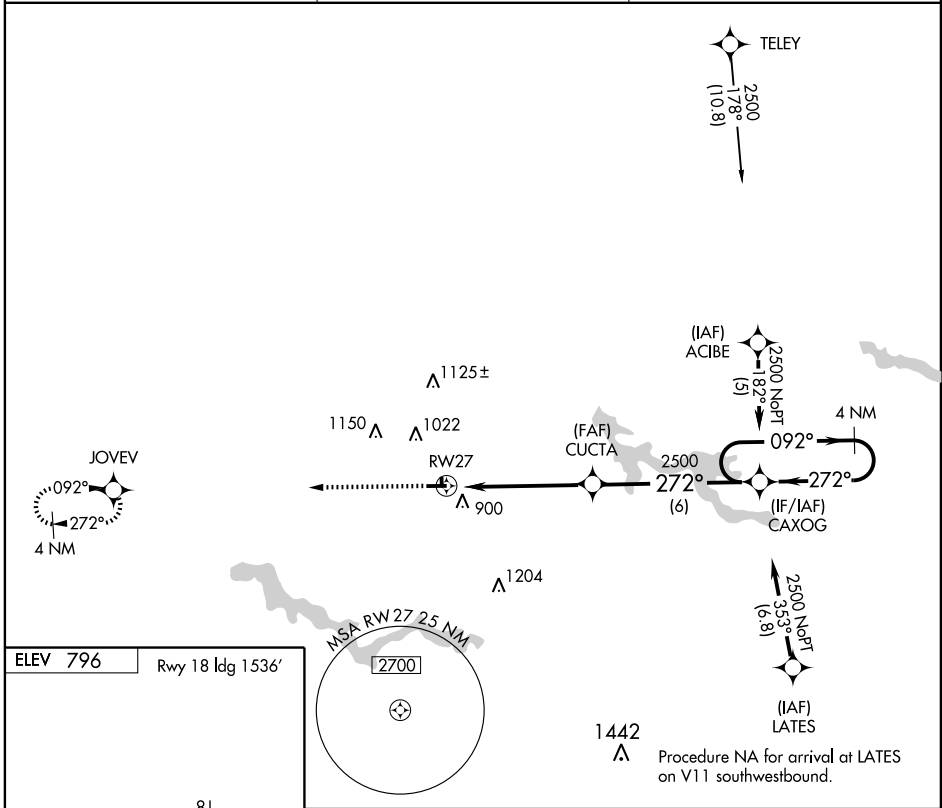 TELEY
2500
178°
(10.8)
(IAF)
ACIBE
2500 NoPT
182°
(5)
4 NM
1125±
1150
1022
092°
(FAF)
CUCTA
JOVEV
RW27
2500
272°
(6)
272°
092°
900
(IF/IAF)
CAXOG
272°
4 NM
1204
2500 NoPT
353°
(6.8)
MSA RW27 25 NM
ELEV 796
Rwy 18 ldg 1536'
2700
(IAF)
LATES
1442
Procedure NA for arrival at LATES
on V11 southwestbound.